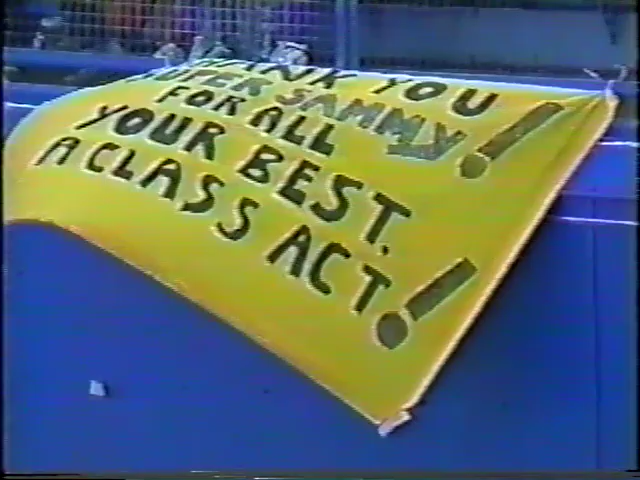 THANK YOU
SUPER SAMMY!
FOR ALL
YOUR BEST.
A CLASS ACT!